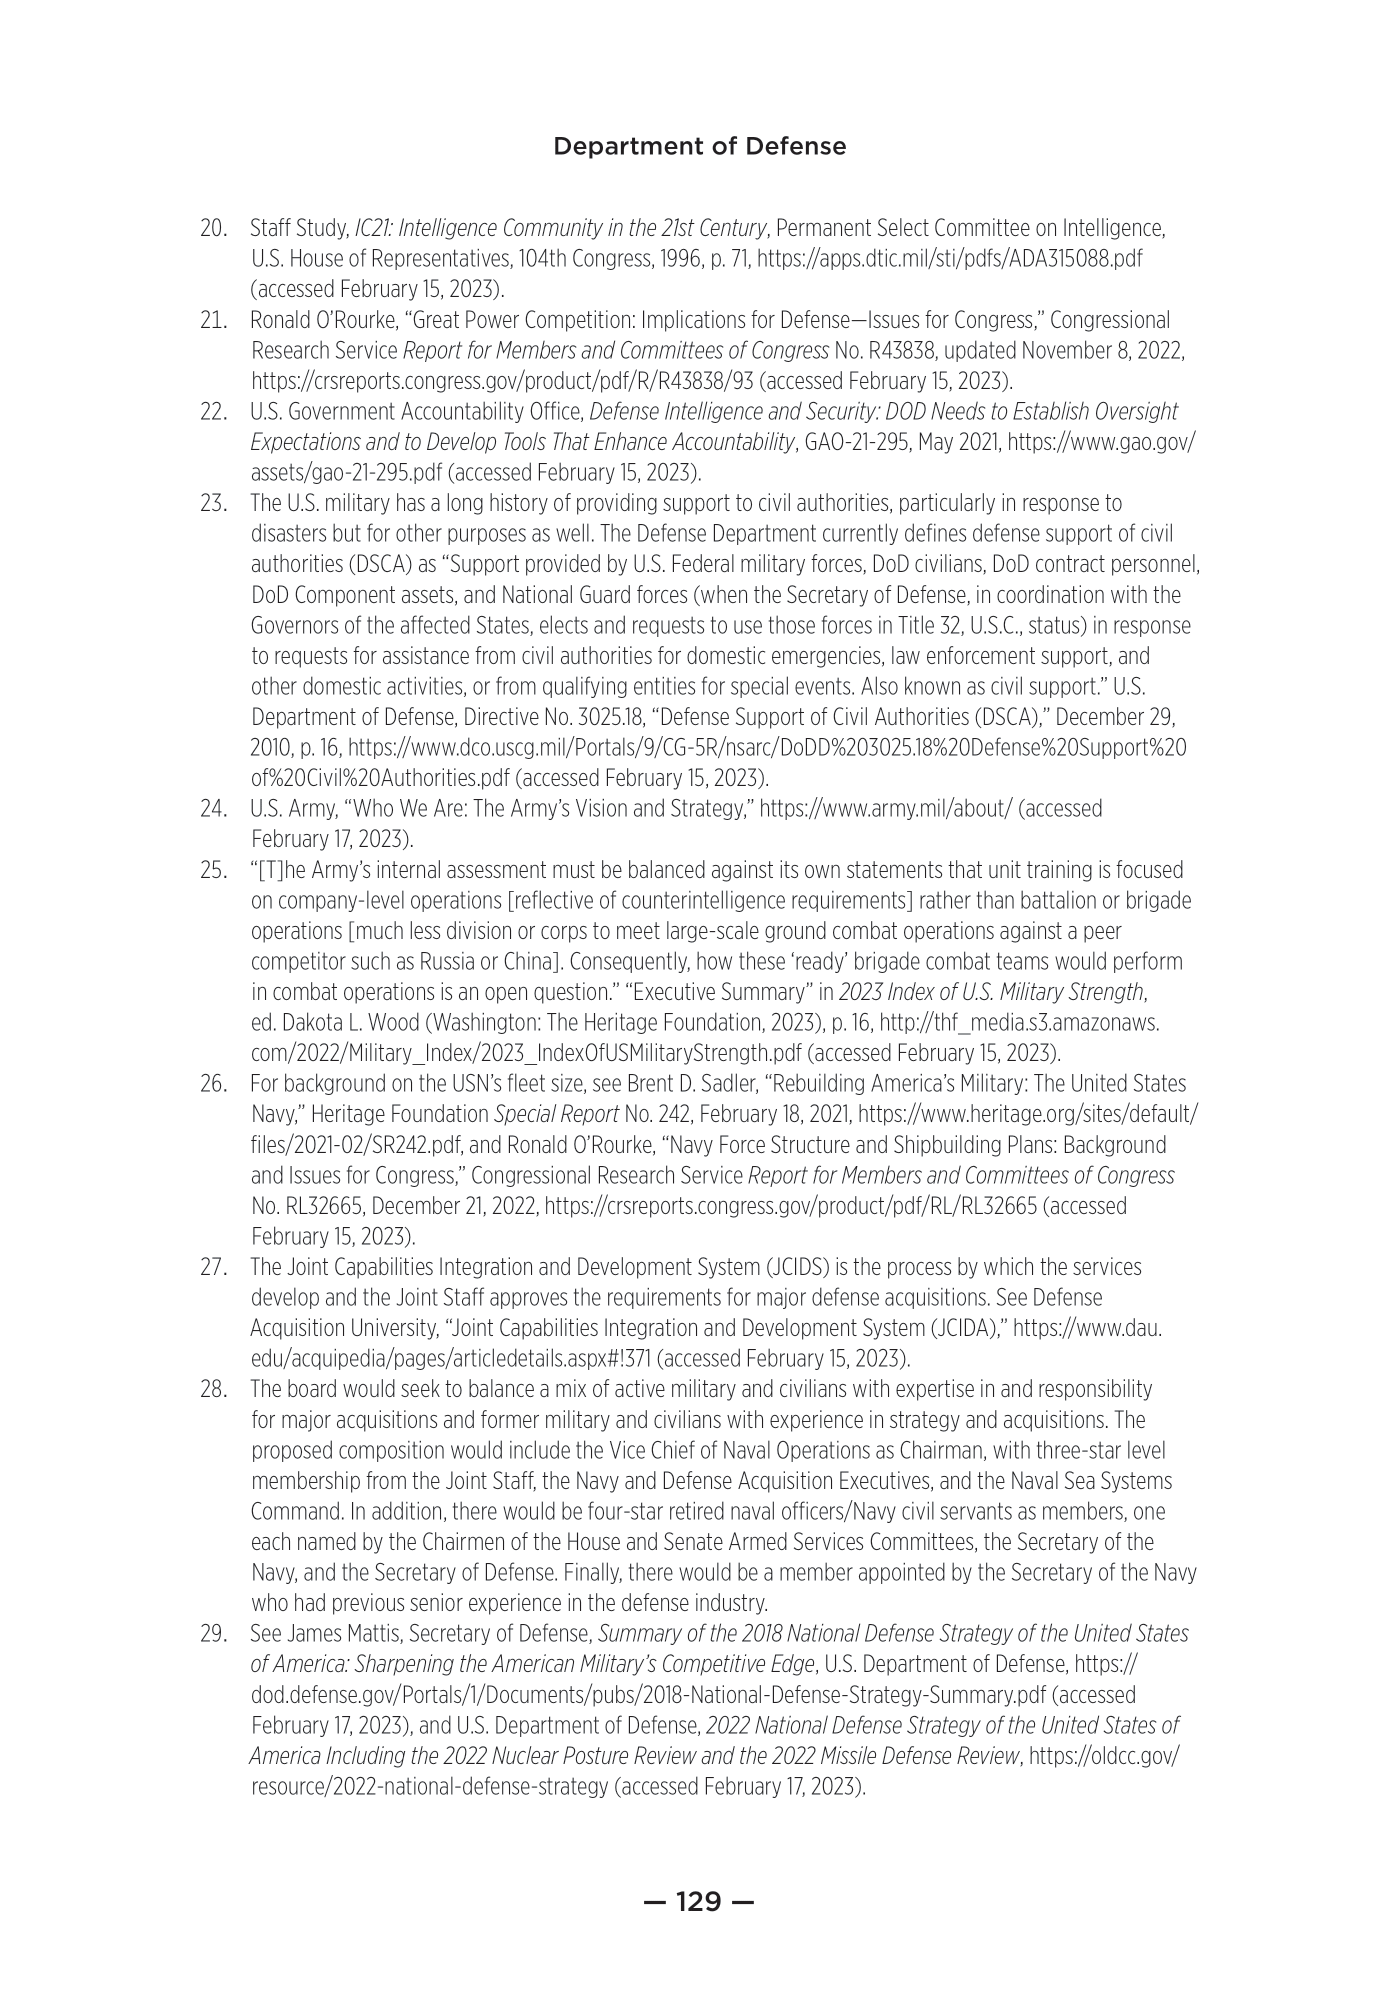 Department of Defense
20. Staff Study, IC21: Intelligence Community in the 21st Century, Permanent Select Committee on Intelligence,
U.S. House of Representatives, 104th Congress, 1996, p. 71, https://apps.dtic.mil/sti/pdfs/ADA315088.pdf
(accessed February 15, 2023).
21. Ronald O’Rourke, “Great Power Competition: Implications for Defense—Issues for Congress,” Congressional
Research Service Report for Members and Committees of Congress No. R43838, updated November 8, 2022,
https://crsreports.congress.gov/product/pdf/R/R43838/93 (accessed February 15, 2023).
22. U.S. Government Accountability Office, Defense Intelligence and Security: DOD Needs to Establish Oversight
Expectations and to Develop Tools That Enhance Accountability, GAO-21-295, May 2021, https://www.gao.gov/
assets/gao-21-295.pdf (accessed February 15, 2023).
23. The U.S. military has a long history of providing support to civil authorities, particularly in response to
disasters but for other purposes as well. The Defense Department currently defines defense support of civil
authorities (DSCA) as “Support provided by U.S. Federal military forces, DoD civilians, DoD contract personnel,
DoD Component assets, and National Guard forces (when the Secretary of Defense, in coordination with the
Governors of the affected States, elects and requests to use those forces in Title 32, U.S.C., status) in response
to requests for assistance from civil authorities for domestic emergencies, law enforcement support, and
other domestic activities, or from qualifying entities for special events. Also known as civil support.” U.S.
Department of Defense, Directive No. 3025.18, “Defense Support of Civil Authorities (DSCA),” December 29,
2010, p. 16, https://www.dco.uscg.mil/Portals/9/CG-5R/nsarc/DoDD%203025.18%20Defense%20Support%20
of%20Civil%20Authorities.pdf (accessed February 15, 2023).
24. U.S. Army, “Who We Are: The Army’s Vision and Strategy,” https://www.army.mil/about/ (accessed
February 17, 2023).
25. “[T]he Army’s internal assessment must be balanced against its own statements that unit training is focused
on company-level operations [reflective of counterintelligence requirements] rather than battalion or brigade
operations [much less division or corps to meet large-scale ground combat operations against a peer
competitor such as Russia or China]. Consequently, how these ‘ready’ brigade combat teams would perform
in combat operations is an open question.” “Executive Summary” in 2023 Index of U.S. Military Strength,
ed. Dakota L. Wood (Washington: The Heritage Foundation, 2023), p. 16, http://thf_media.s3.amazonaws.
com/2022/Military_Index/2023_IndexOfUSMilitaryStrength.pdf (accessed February 15, 2023).
26. For background on the USN’s fleet size, see Brent D. Sadler, “Rebuilding America’s Military: The United States
Navy,” Heritage Foundation Special Report No. 242, February 18, 2021, https://www.heritage.org/sites/default/
files/2021-02/SR242.pdf, and Ronald O’Rourke, “Navy Force Structure and Shipbuilding Plans: Background
and Issues for Congress,” Congressional Research Service Report for Members and Committees of Congress
No. RL32665, December 21, 2022, https://crsreports.congress.gov/product/pdf/RL/RL32665 (accessed
February 15, 2023).
27. The Joint Capabilities Integration and Development System (JCIDS) is the process by which the services
develop and the Joint Staff approves the requirements for major defense acquisitions. See Defense
Acquisition University, “Joint Capabilities Integration and Development System (JCIDA),” https://www.dau.
edu/acquipedia/pages/articledetails.aspx#!371 (accessed February 15, 2023).
28. The board would seek to balance a mix of active military and civilians with expertise in and responsibility
for major acquisitions and former military and civilians with experience in strategy and acquisitions. The
proposed composition would include the Vice Chief of Naval Operations as Chairman, with three-star level
membership from the Joint Staff, the Navy and Defense Acquisition Executives, and the Naval Sea Systems
Command. In addition, there would be four-star retired naval officers/Navy civil servants as members, one
each named by the Chairmen of the House and Senate Armed Services Committees, the Secretary of the
Navy, and the Secretary of Defense. Finally, there would be a member appointed by the Secretary of the Navy
who had previous senior experience in the defense industry.
29. See James Mattis, Secretary of Defense, Summary of the 2018 National Defense Strategy of the United States
of America: Sharpening the American Military’s Competitive Edge, U.S. Department of Defense, https://
dod.defense.gov/Portals/1/Documents/pubs/2018-National-Defense-Strategy-Summary.pdf (accessed
February 17, 2023), and U.S. Department of Defense, 2022 National Defense Strategy of the United States of
America Including the 2022 Nuclear Posture Review and the 2022 Missile Defense Review, https://oldcc.gov/
resource/2022-national-defense-strategy (accessed February 17, 2023).
— 129 —